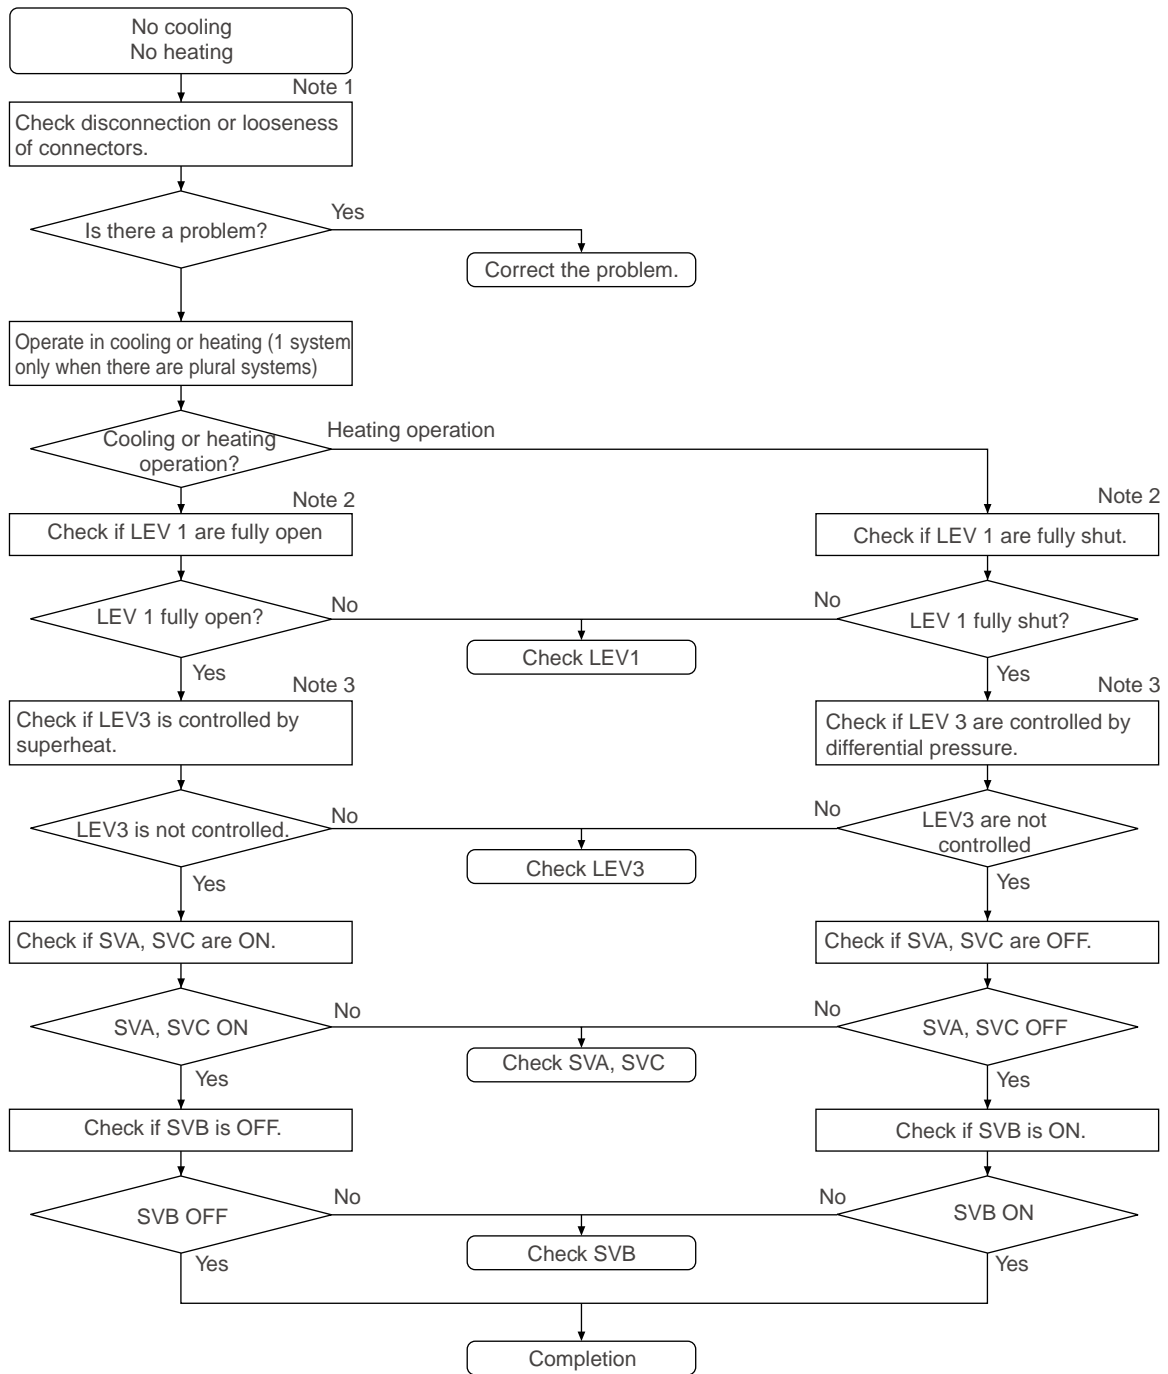 No cooling
No heating
Note 1
Check disconnection or looseness
of connectors.
Yes
Is there a problem?
Correct the problem.
Operate in cooling or heating (1 system
only when there are plural systems)
Heating operation
Cooling or heating
operation?
Note 2
Note 2
Check if LEV 1 are fully open
Check if LEV 1 are fully shut.
No
No
LEV 1 fully open?
LEV 1 fully shut?
Check LEV1
Yes
Yes
Note 3
Note 3
Check if LEV3 is controlled by
superheat.
Check if LEV 3 are controlled by
differential pressure.
No
No
LEV3 is not controlled.
LEV3 are not
controlled
Check LEV3
Yes
Yes
Check if SVA, SVC are ON.
Check if SVA, SVC are OFF.
No
No
SVA, SVC ON
SVA, SVC OFF
Check SVA, SVC
Yes
Yes
Check if SVB is OFF.
Check if SVB is ON.
No
No
SVB OFF
SVB ON
Check SVB
Yes
Yes
Completion